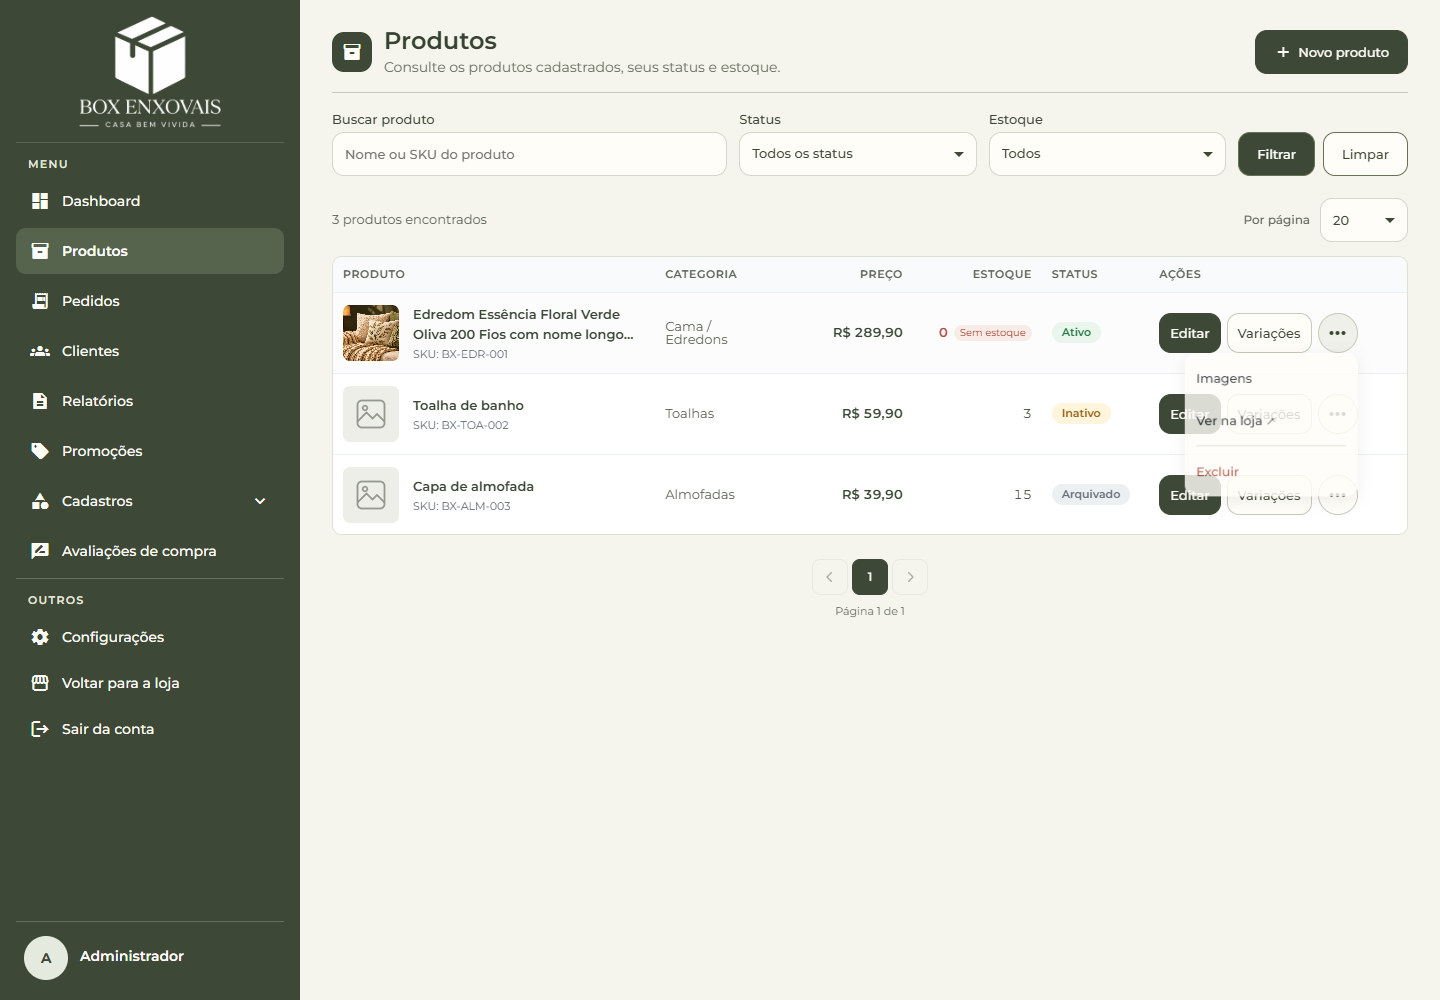 BOX ENXOVAIS
CASA BEM VIVIDA
MENU
Dashboard
Produtos
Pedidos
Clientes
Relatórios
Promoções
Cadastros
Avaliações de compra
OUTROS
Configurações
Voltar para a loja
Sair da conta
A
Administrador
Produtos
Consulte os produtos cadastrados, seus status e estoque.
+ Novo produto
Buscar produto
Nome ou SKU do produto
Status
Todos os status
Estoque
Todos
Filtrar
Limpar
3 produtos encontrados
Por página
20
PRODUTO CATEGORIA PREÇO ESTOQUE STATUS AÇÕES
Edredom Essência Floral Verde
Oliva 200 Fios com nome longo...
SKU: BX-EDR-001
Cama /
Edredons
R$ 289,90
0 Sem estoque
Ativo
Editar
Variações
Imagens
Ver na loja ↗
Excluir
Toalha de banho
SKU: BX-TOA-002
Toalhas
R$ 59,90
3
Inativo
Editar
Variações
Capa de almofada
SKU: BX-ALM-003
Almofadas
R$ 39,90
15
Arquivado
Editar
Variações
1
Página 1 de 1